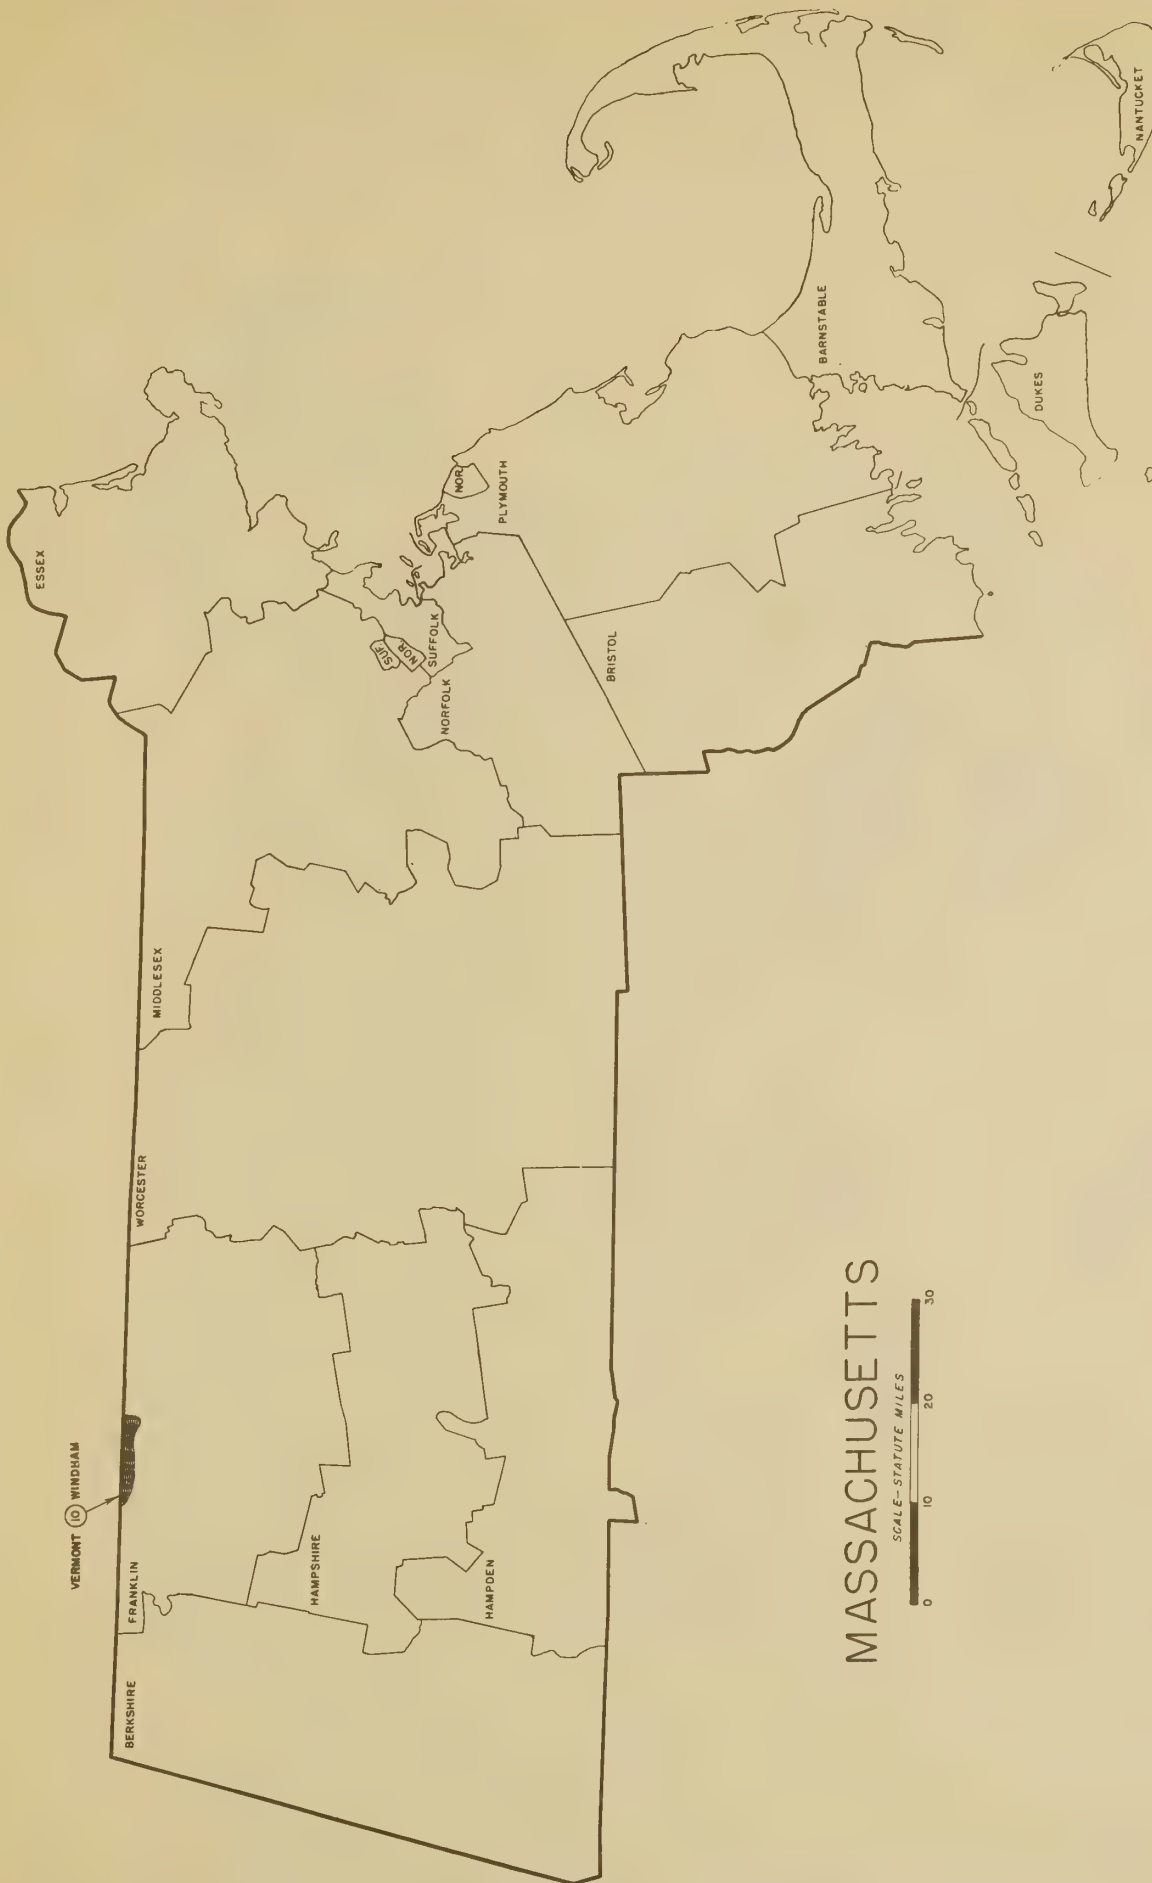 VERMONT 10 WINDHAM
BERKSHIRE
FRANKLIN
HAMPSHIRE
HAMPDEN
WORCESTER
MIDDLESEX
ESSEX
SUF
NOR.
SUFFOLK
NORFOLK
NOR.
PLYMOUTH
BRISTOL
BARNSTABLE
DUKES
NANTUCKET
MASSACHUSETTS
SCALE-STATUTE MILES
0 10 20 30